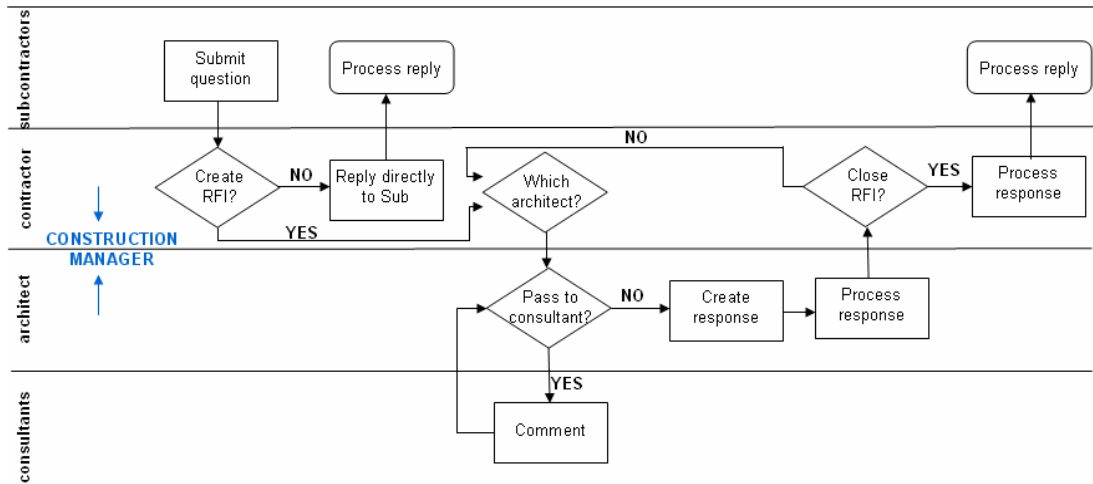 subcontractors
Submit
question
Process reply
Process reply
contractor
Create
RFI?
NO
Reply directly
to Sub
YES
Which
architect?
NO
Close
RFI?
YES
Process
response
CONSTRUCTION
MANAGER
architect
Pass to
consultant?
NO
Create
response
Process
response
YES
consultants
Comment